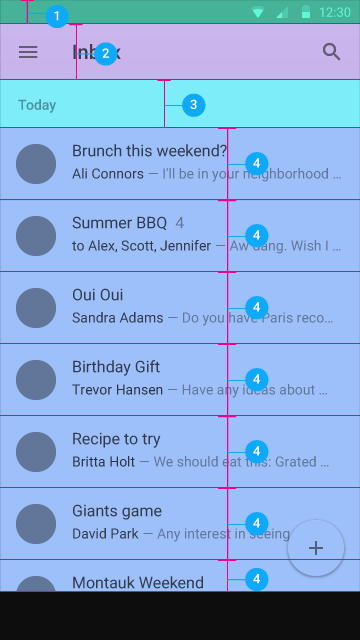 12:30
1
Inbox
2
Today
3
Brunch this weekend?
Ali Connors — I'll be in your neighborhood ...
4
Summer BBQ 4
to Alex, Scott, Jennifer — Aw dang. Wish I ...
4
Oui Oui
Sandra Adams — Do you have Paris reco...
4
Birthday Gift
Trevor Hansen — Have any ideas about ...
4
Recipe to try
Britta Holt — We should eat this: Grated ...
4
Giants game
David Park — Any interest in seeing
4
Montauk Weekend
4